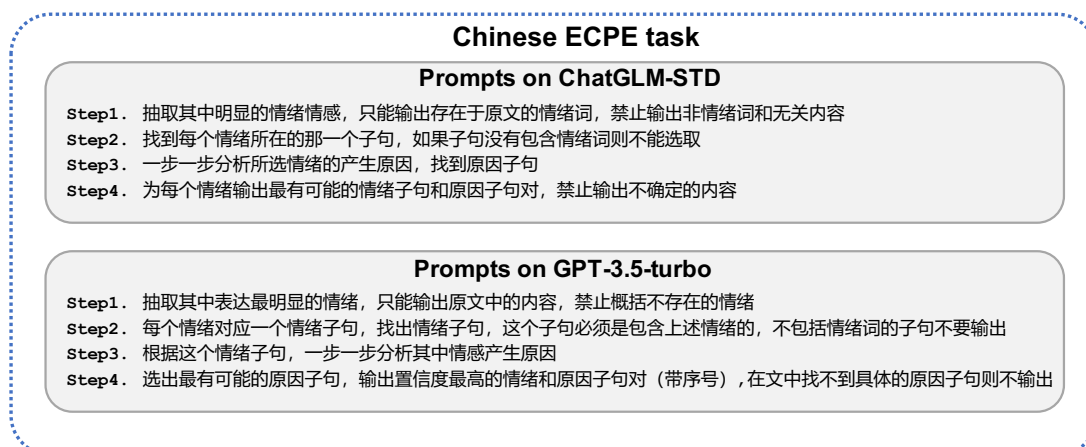 Chinese ECPE task
Prompts on ChatGLM-STD
Step1. 抽取其中明显的情绪情感，只能输出存在于原文的情绪词，禁止输出非情绪词和无关内容
Step2. 找到每个情绪所在的那一个子句，如果子句没有包含情绪词则不能选取
Step3. 一步一步分析所选情绪的产生原因，找到原因子句
Step4. 为每个情绪输出最有可能的情绪子句和原因子句对，禁止输出不确定的内容
Prompts on GPT-3.5-turbo
Step1. 抽取其中表达最明显的情绪，只能输出原文中的内容，禁止概括不存在的情绪
Step2. 每个情绪对应一个情绪子句，找出情绪子句，这个子句必须是包含上述情绪的，不包括情绪词的子句不要输出
Step3. 根据这个情绪子句，一步一步分析其中情感产生原因
Step4. 选出最有可能的原因子句，输出置信度最高的情绪和原因子句对（带序号）,在文中找不到具体的原因子句则不输出